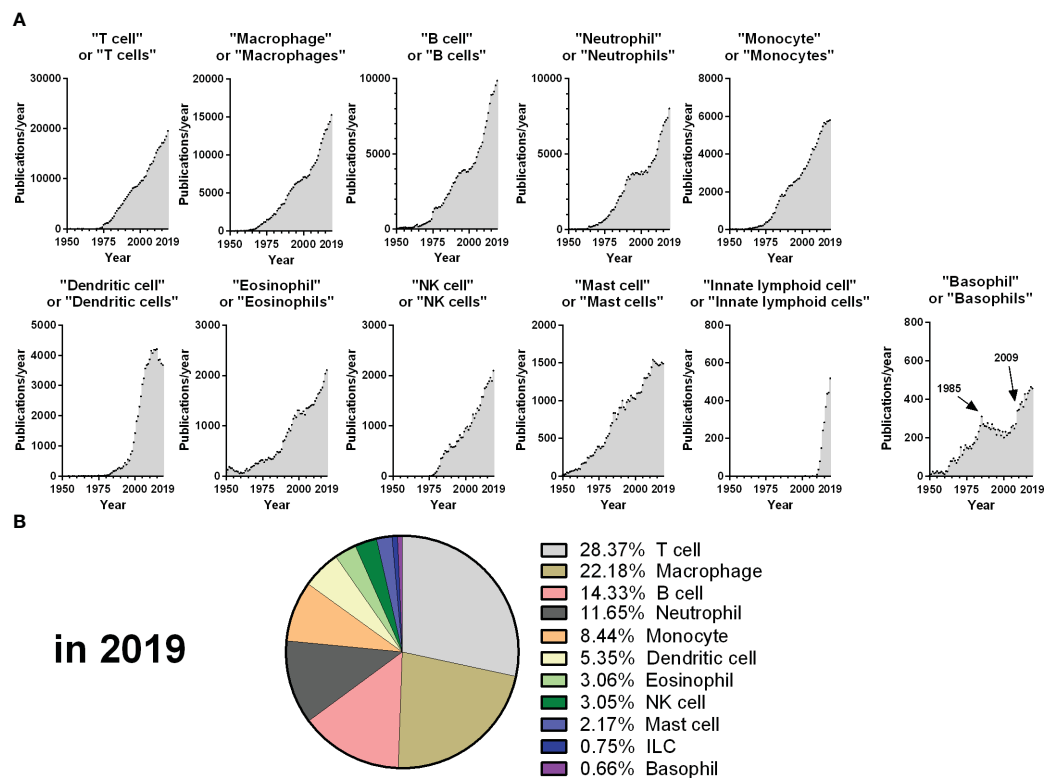 A
"T cell"
or "T cells"
Publications/year
30000
20000
10000
0
1950 1975 2000 2019
Year
"Macrophage"
or "Macrophages"
Publications/year
20000
15000
10000
5000
0
1950 1975 2000 2019
Year
"B cell"
or "B cells"
Publications/year
10000
5000
0
1950 1975 2000 2019
Year
"Neutrophil"
or "Neutrophils"
Publications/year
10000
5000
0
1950 1975 2000 2019
Year
"Monocyte"
or "Monocytes"
Publications/year
8000
6000
4000
2000
0
1950 1975 2000 2019
Year
"Dendritic cell"
or "Dendritic cells"
Publications/year
5000
4000
3000
2000
1000
0
1950 1975 2000 2019
Year
"Eosinophil"
or "Eosinophils"
Publications/year
3000
2000
1000
0
1950 1975 2000 2019
Year
"NK cell"
or "NK cells"
Publications/year
3000
2000
1000
0
1950 1975 2000 2019
Year
"Mast cell"
or "Mast cells"
Publications/year
2000
1500
1000
500
0
1950 1975 2000 2019
Year
"Innate lymphoid cell"
or "Innate lymphoid cells"
Publications/year
800
600
400
200
0
1950 1975 2000 2019
Year
"Basophil"
or "Basophils"
Publications/year
800
600
400
200
0
1985
2009
1950 1975 2000 2019
Year
B
in 2019
28.37% T cell
22.18% Macrophage
14.33% B cell
11.65% Neutrophil
8.44% Monocyte
5.35% Dendritic cell
3.06% Eosinophil
3.05% NK cell
2.17% Mast cell
0.75% ILC
0.66% Basophil